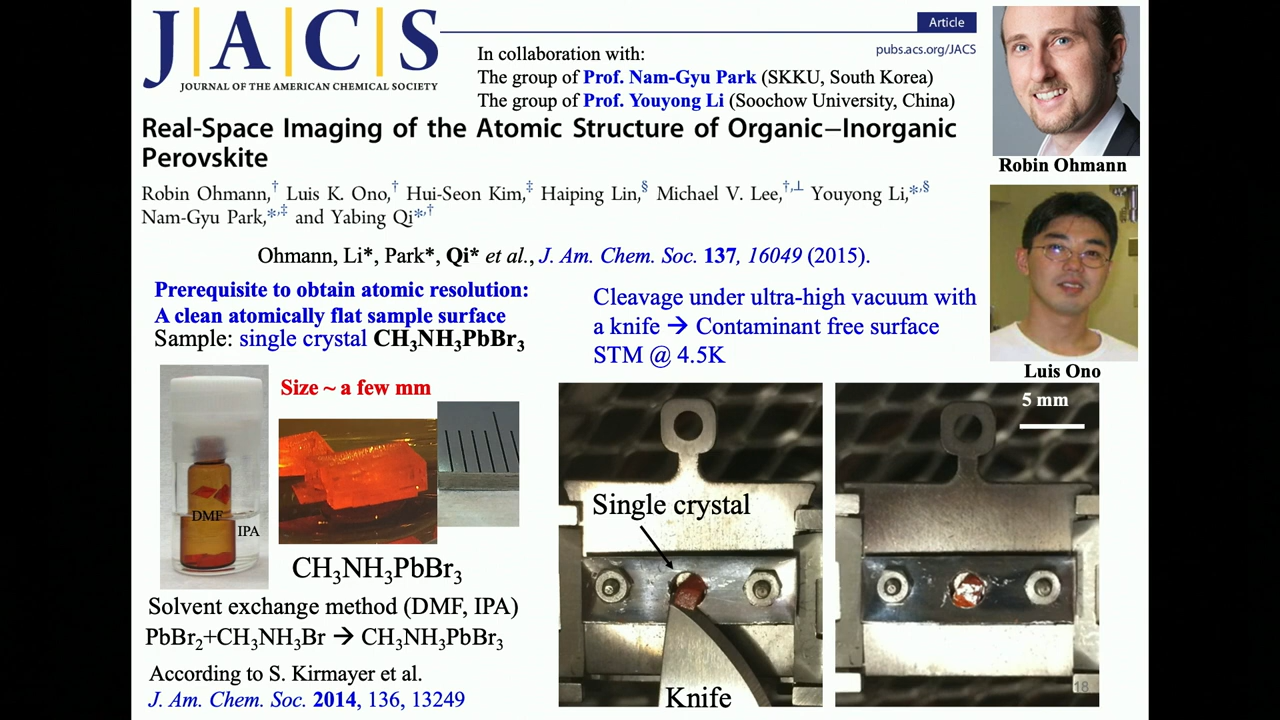 J|A|C|S
JOURNAL OF THE AMERICAN CHEMICAL SOCIETY
Article
pubs.acs.org/JACS
In collaboration with:
The group of Prof. Nam-Gyu Park (SKKU, South Korea)
The group of Prof. Youyong Li (Soochow University, China)
Real-Space Imaging of the Atomic Structure of Organic−Inorganic
Perovskite
Robin Ohmann,† Luis K. Ono,† Hui-Seon Kim,‡ Haiping Lin,§ Michael V. Lee,†,⊥ Youyong Li,*,§
Nam-Gyu Park,*,‡ and Yabing Qi*,†
Robin Ohmann
Ohmann, Li*, Park*, Qi* et al., J. Am. Chem. Soc. 137, 16049 (2015).
Prerequisite to obtain atomic resolution:
A clean atomically flat sample surface
Sample: single crystal CH₃NH₃PbBr₃
Cleavage under ultra-high vacuum with
a knife → Contaminant free surface
STM @ 4.5K
Luis Ono
Size ~ a few mm
DMF
IPA
CH₃NH₃PbBr₃
Solvent exchange method (DMF, IPA)
PbBr₂+CH₃NH₃Br → CH₃NH₃PbBr₃
According to S. Kirmayer et al.
J. Am. Chem. Soc. 2014, 136, 13249
Single crystal
Knife
5 mm
18